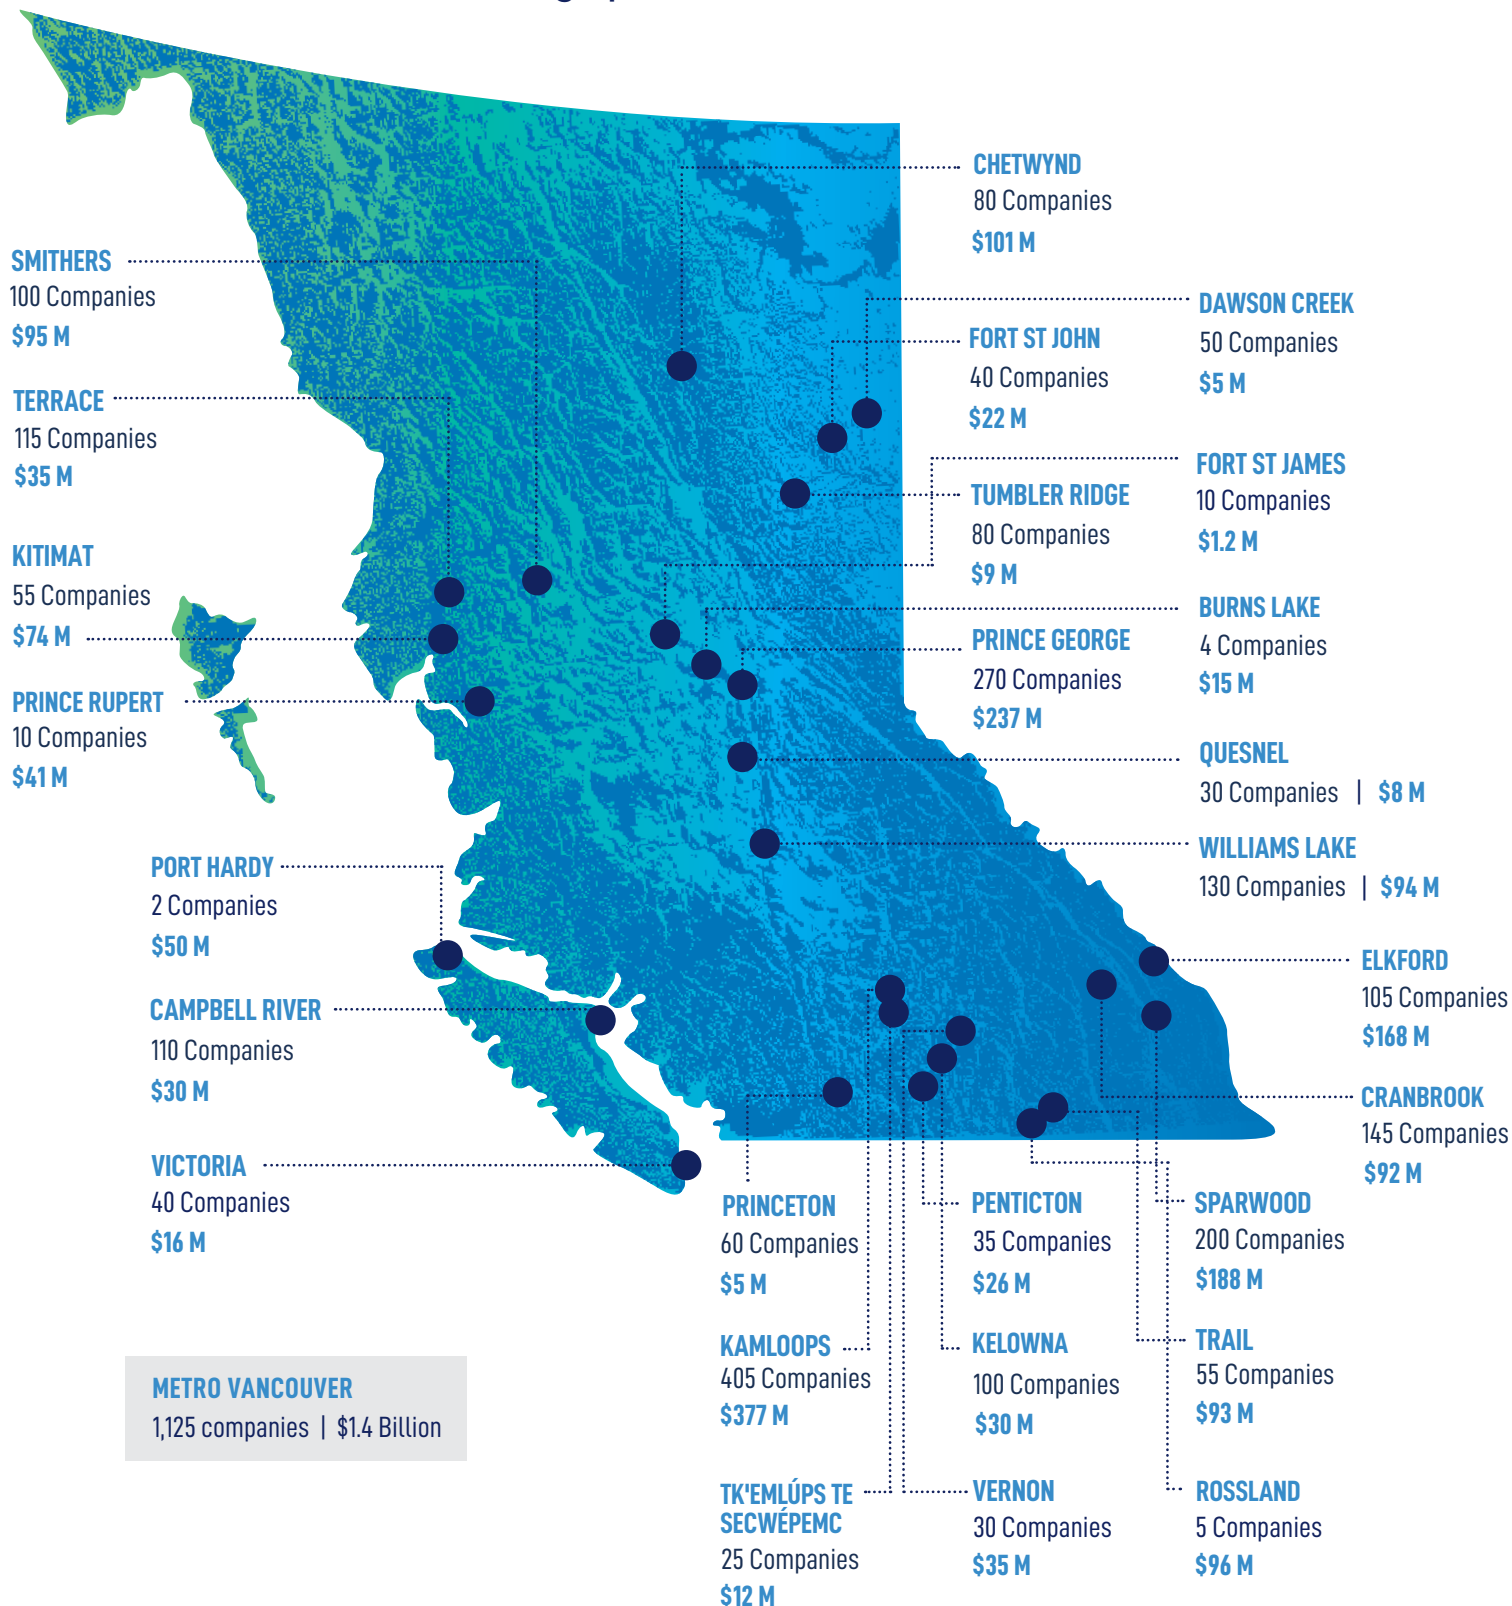 CHETWYND
80 Companies
$101 M
SMITHERS
100 Companies
$95 M
DAWSON CREEK
50 Companies
$5 M
FORT ST JOHN
40 Companies
$22 M
TERRACE
115 Companies
$35 M
FORT ST JAMES
10 Companies
$1.2 M
TUMBLER RIDGE
80 Companies
$9 M
KITIMAT
55 Companies
$74 M
BURNS LAKE
4 Companies
$15 M
PRINCE GEORGE
270 Companies
$237 M
PRINCE RUPERT
10 Companies
$41 M
QUESNEL
30 Companies | $8 M
WILLIAMS LAKE
130 Companies | $94 M
PORT HARDY
2 Companies
$50 M
ELKFORD
105 Companies
$168 M
CAMPBELL RIVER
110 Companies
$30 M
CRANBROOK
145 Companies
$92 M
VICTORIA
40 Companies
$16 M
PRINCETON
60 Companies
$5 M
PENTICTON
35 Companies
$26 M
SPARWOOD
200 Companies
$188 M
KAMLOOPS
405 Companies
$377 M
KELOWNA
100 Companies
$30 M
TRAIL
55 Companies
$93 M
METRO VANCOUVER
1,125 companies | $1.4 Billion
TK'EMLÚPS TE
SECWÉPEMC
25 Companies
$12 M
VERNON
30 Companies
$35 M
ROSSLAND
5 Companies
$96 M